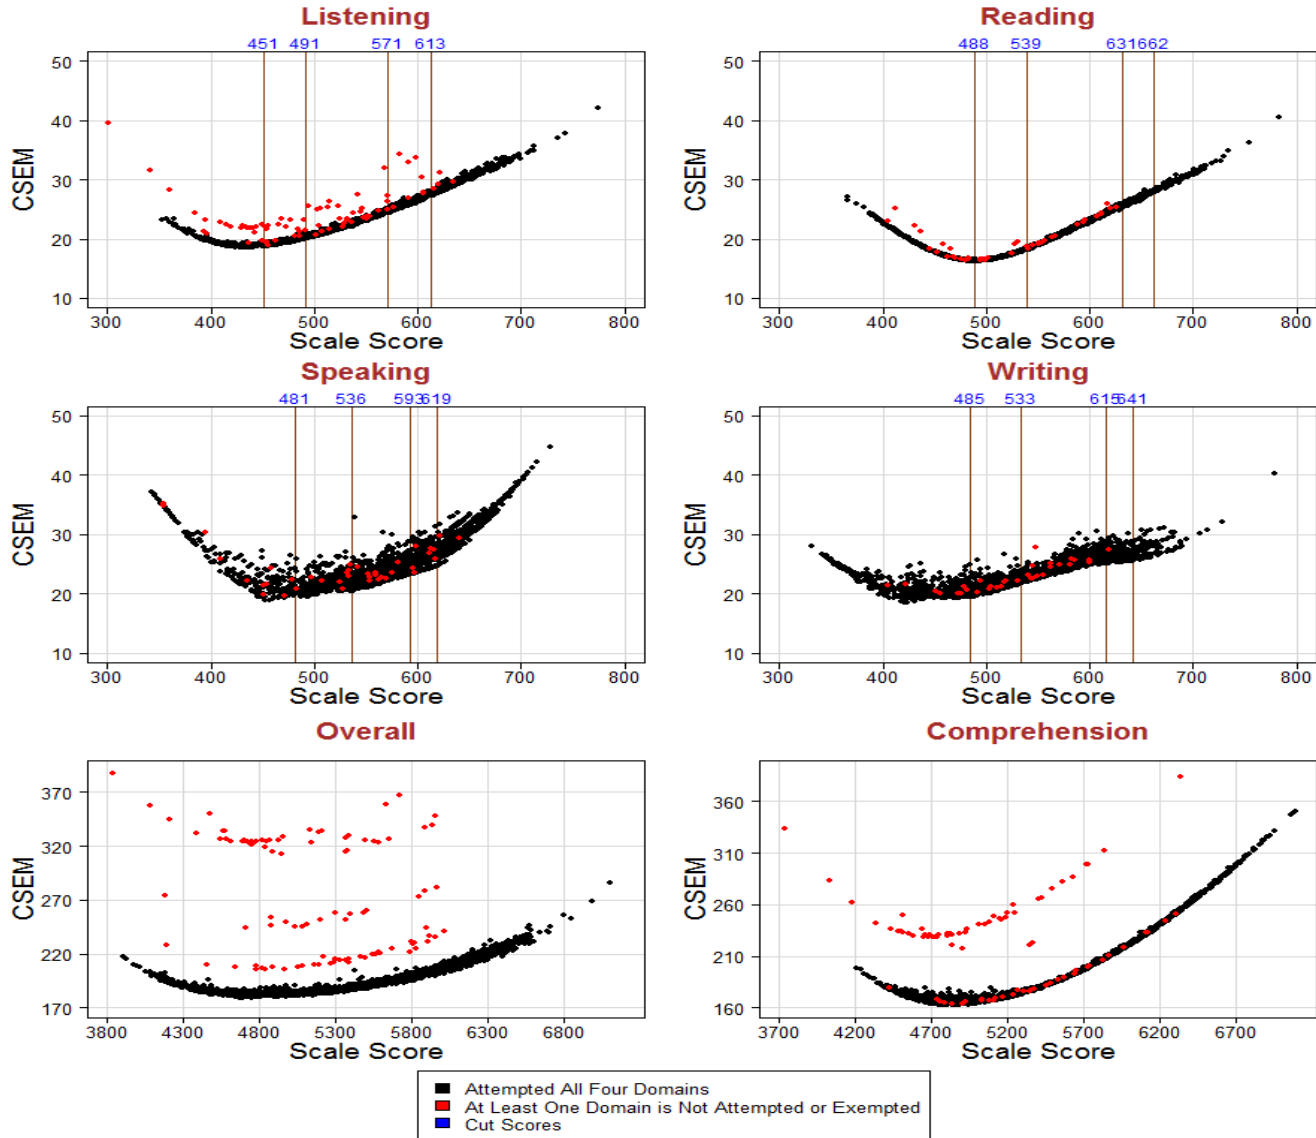 Listening
451 491 571 613
CSEM
50
40
30
20
10
300 400 500 600 700 800
Scale Score
Reading
488 539 631 662
CSEM
50
40
30
20
10
300 400 500 600 700 800
Scale Score
Speaking
481 536 593 619
CSEM
50
40
30
20
10
300 400 500 600 700 800
Scale Score
Writing
485 533 615 641
CSEM
50
40
30
20
10
300 400 500 600 700 800
Scale Score
Overall
CSEM
370
320
270
220
170
3800 4300 4800 5300 5800 6300 6800
Scale Score
Comprehension
CSEM
360
310
260
210
160
3700 4200 4700 5200 5700 6200 6700
Scale Score
Attempted All Four Domains
At Least One Domain is Not Attempted or Exempted
Cut Scores